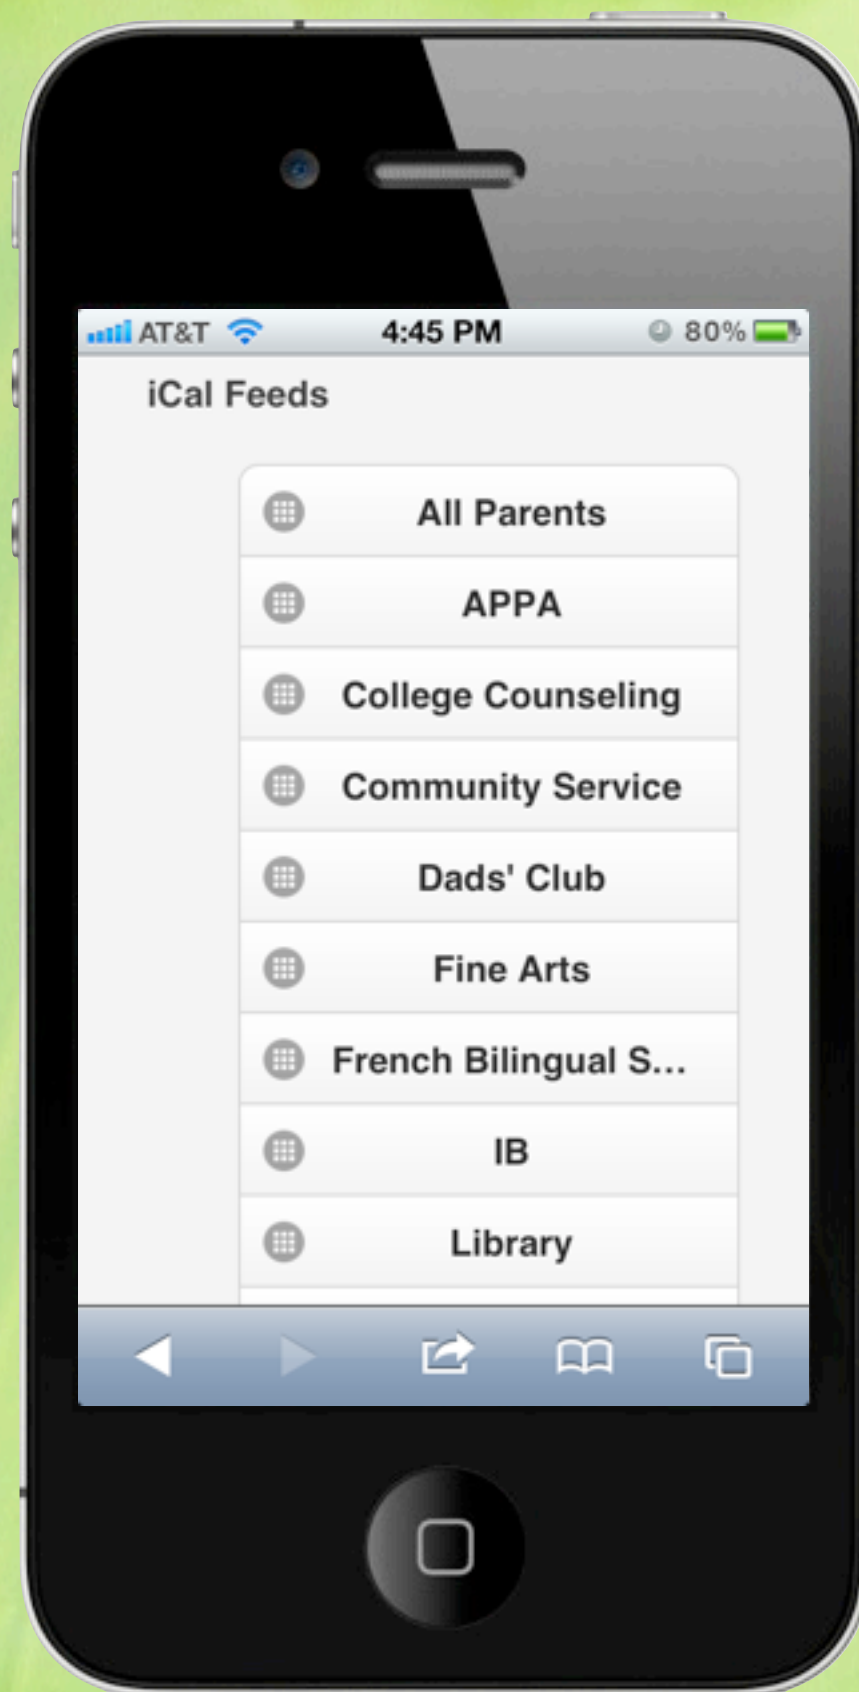 AT&T 4:45 PM 80%
iCal Feeds
All Parents
APPA
College Counseling
Community Service
Dads' Club
Fine Arts
French Bilingual S...
IB
Library